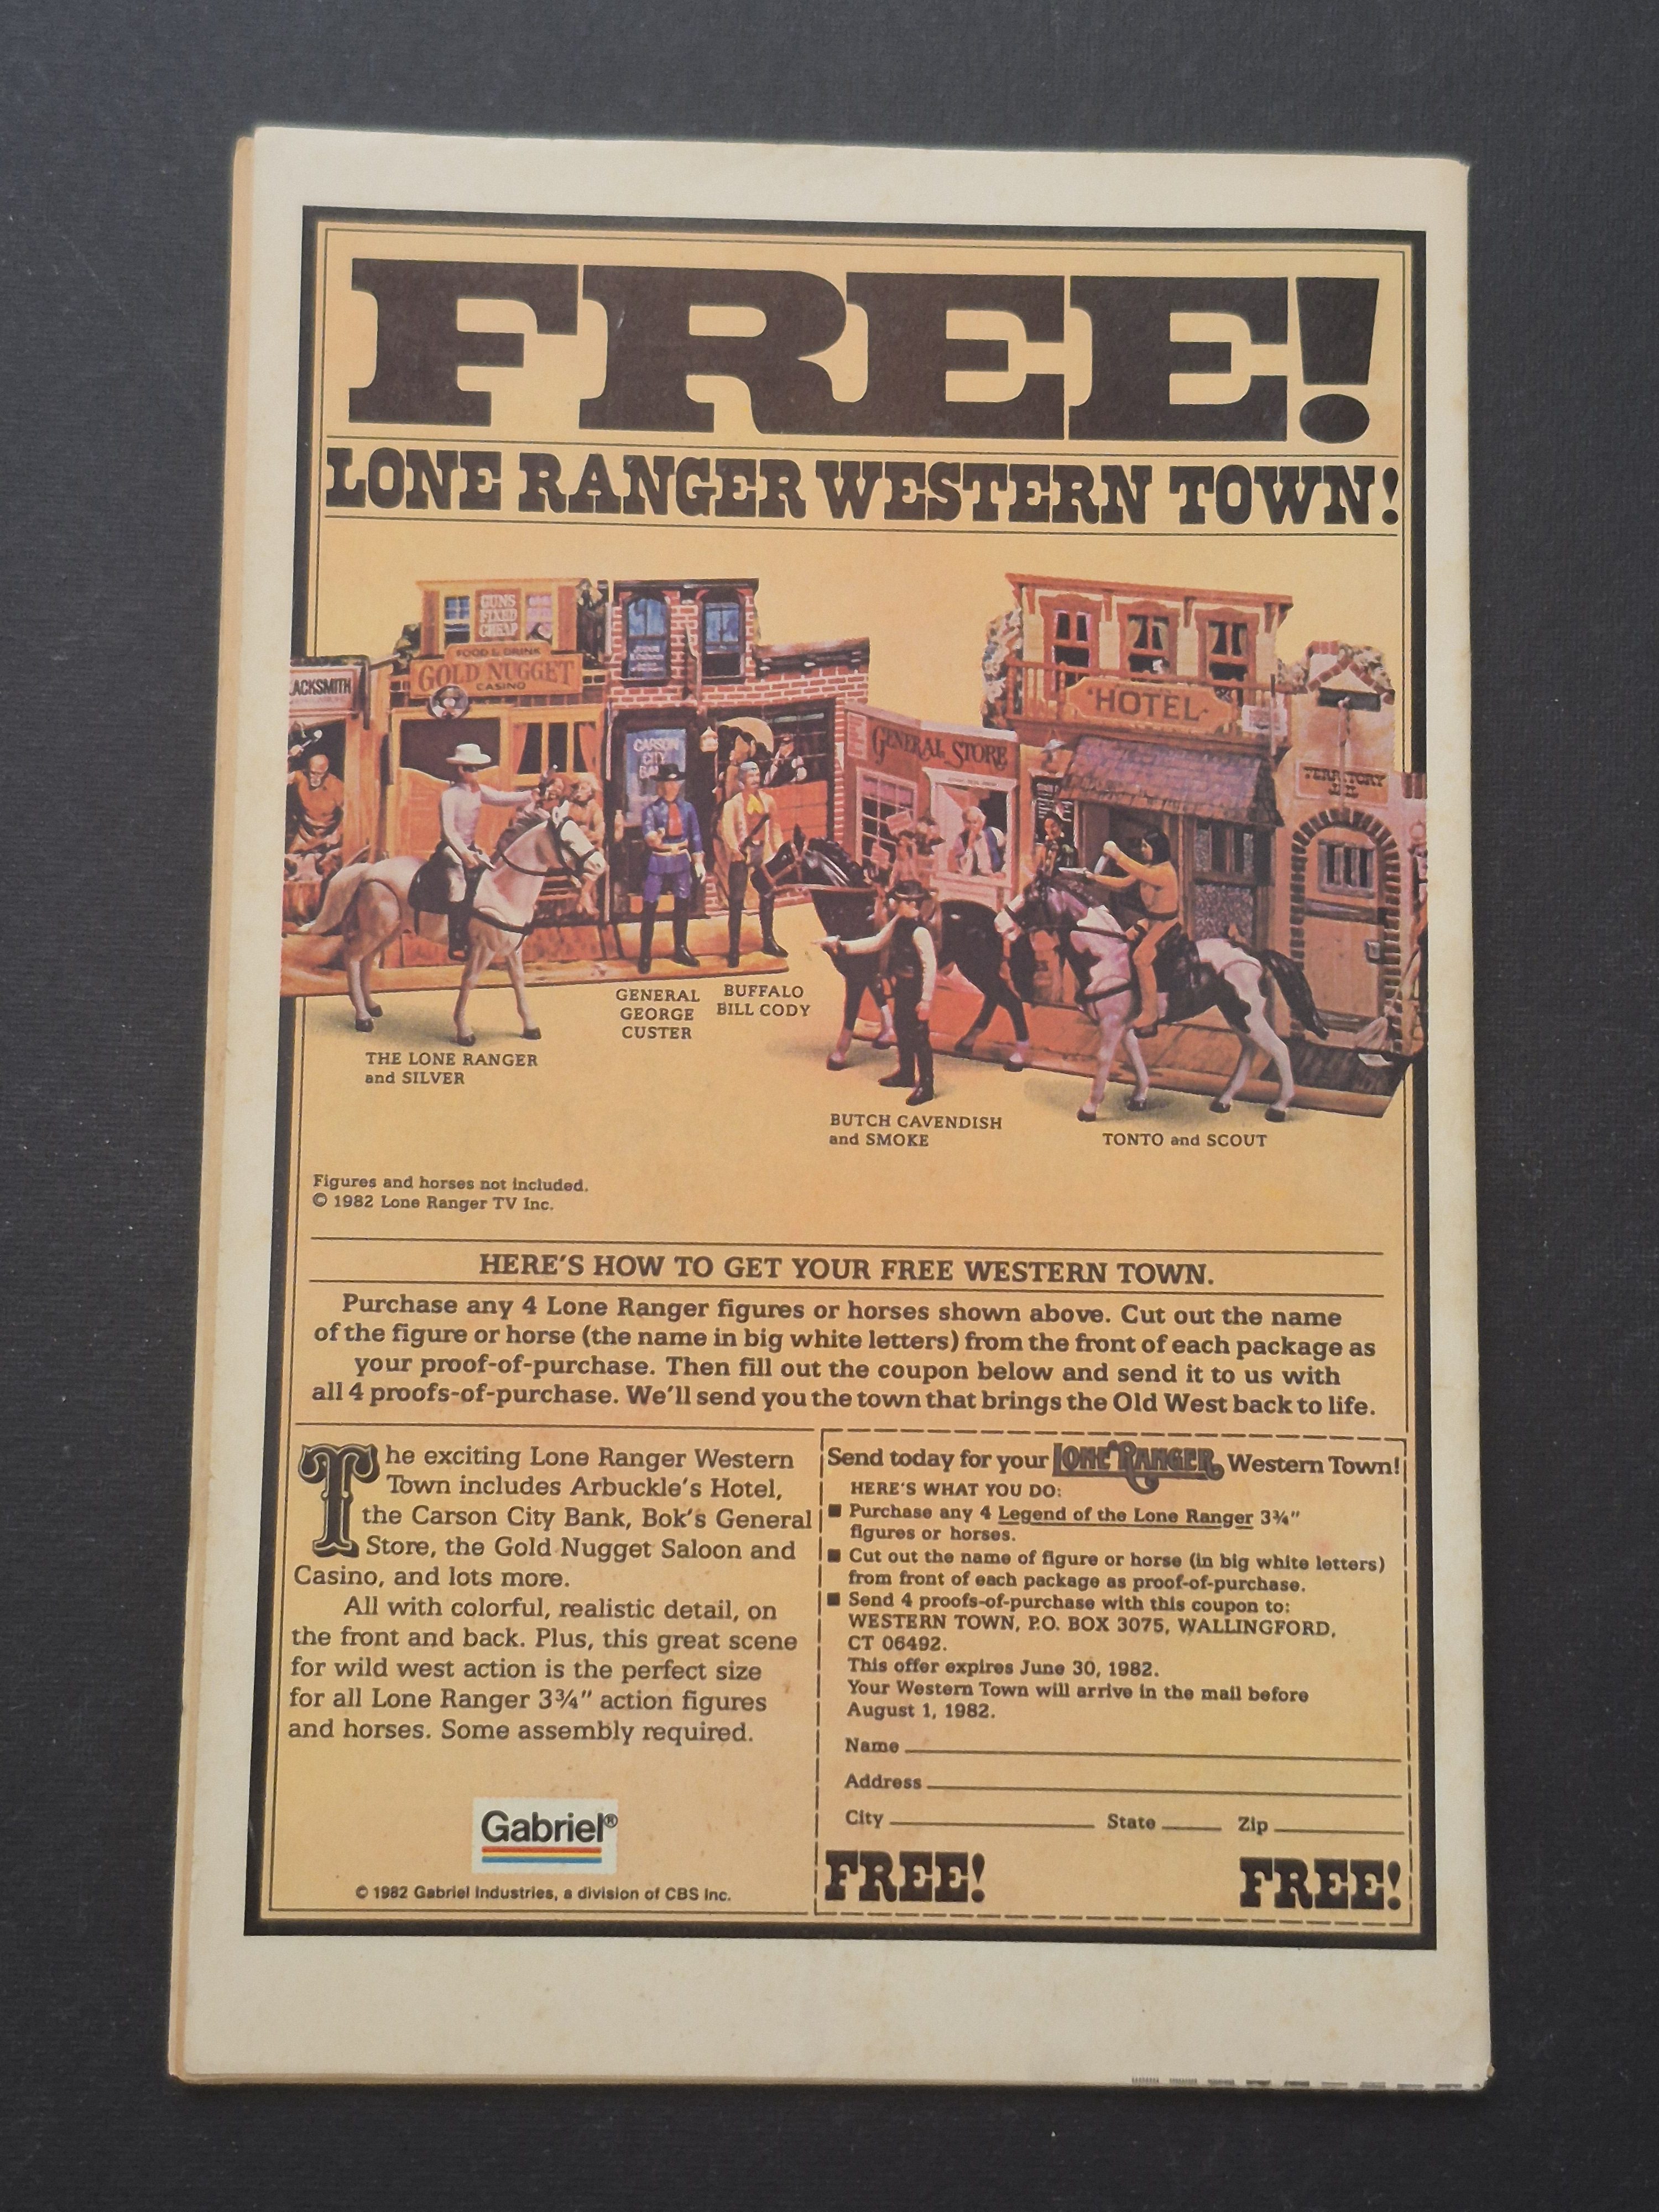 FREE!
LONE RANGER WESTERN TOWN!
GUNS
FIXED
CHEAP
FOOD & DRINK
GOLD NUGGET
CASINO
ACKSMITH
CARSON
CITY
GENERAL STORE
HOTEL
TERRITORY
JAIL
GENERAL
GEORGE
CUSTER
BUFFALO
BILL CODY
THE LONE RANGER
and SILVER
BUTCH CAVENDISH
and SMOKE
TONTO and SCOUT
Figures and horses not included.
© 1982 Lone Ranger TV Inc.
HERE'S HOW TO GET YOUR FREE WESTERN TOWN.
Purchase any 4 Lone Ranger figures or horses shown above. Cut out the name
of the figure or horse (the name in big white letters) from the front of each package as
your proof-of-purchase. Then fill out the coupon below and send it to us with
all 4 proofs-of-purchase. We'll send you the town that brings the Old West back to life.
The exciting Lone Ranger Western
Town includes Arbuckle's Hotel,
the Carson City Bank, Bok's General
Store, the Gold Nugget Saloon and
Casino, and lots more.
All with colorful, realistic detail, on
the front and back. Plus, this great scene
for wild west action is the perfect size
for all Lone Ranger 3¾" action figures
and horses. Some assembly required.
Gabriel®
© 1982 Gabriel Industries, a division of CBS Inc.
Send today for your LONE RANGER Western Town!
HERE'S WHAT YOU DO:
■ Purchase any 4 Legend of the Lone Ranger 3¾"
figures or horses.
■ Cut out the name of figure or horse (in big white letters)
from front of each package as proof-of-purchase.
■ Send 4 proofs-of-purchase with this coupon to:
WESTERN TOWN, P.O. BOX 3075, WALLINGFORD,
CT 06492.
This offer expires June 30, 1982.
Your Western Town will arrive in the mail before
August 1, 1982.
Name
Address
City State Zip
FREE! FREE!